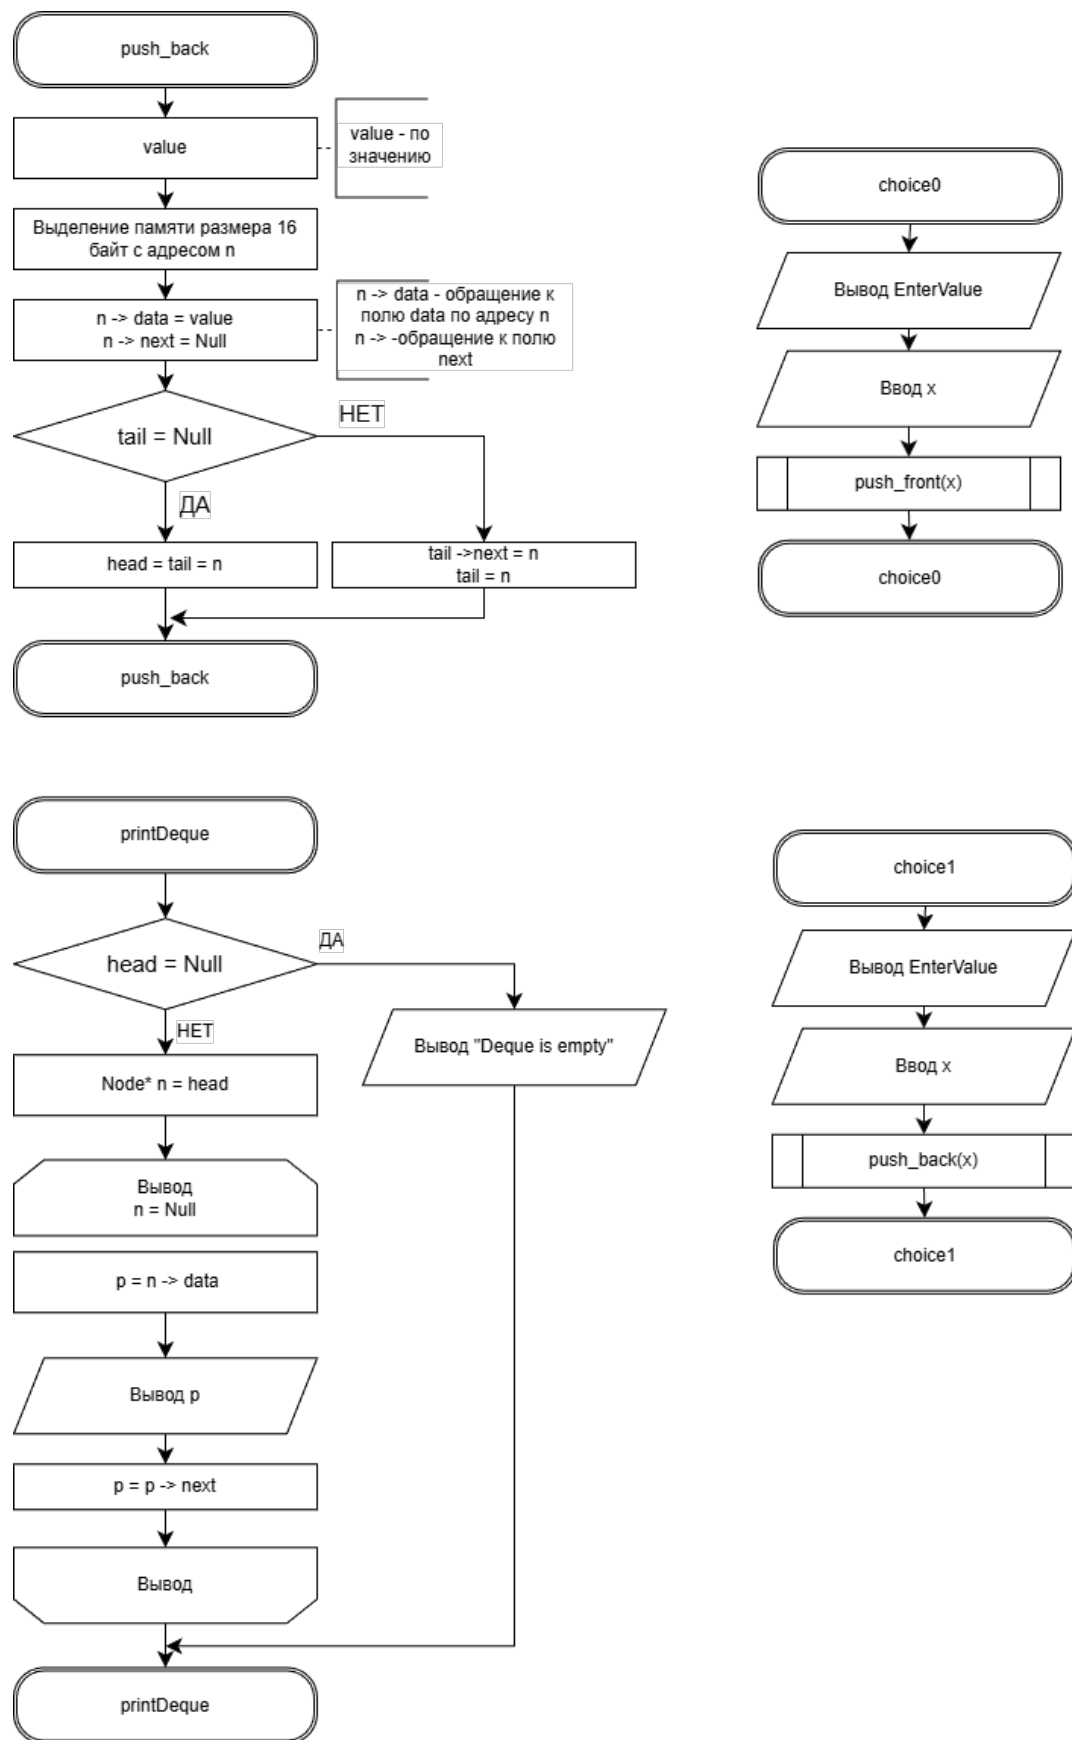 push_back
value
value - по
значению
Выделение памяти размера 16
байт с адресом n
n -> data = value
n -> next = Null
n -> data - обращение к
полю data по адресу n
n -> -обращение к полю
next
tail = Null
НЕТ
ДА
head = tail = n
tail ->next = n
tail = n
push_back
choice0
Вывод EnterValue
Ввод x
push_front(x)
choice0
printDeque
head = Null
ДА
НЕТ
Вывод "Deque is empty"
Node* n = head
Вывод
n = Null
p = n -> data
Вывод p
p = p -> next
Вывод
printDeque
choice1
Вывод EnterValue
Ввод x
push_back(x)
choice1